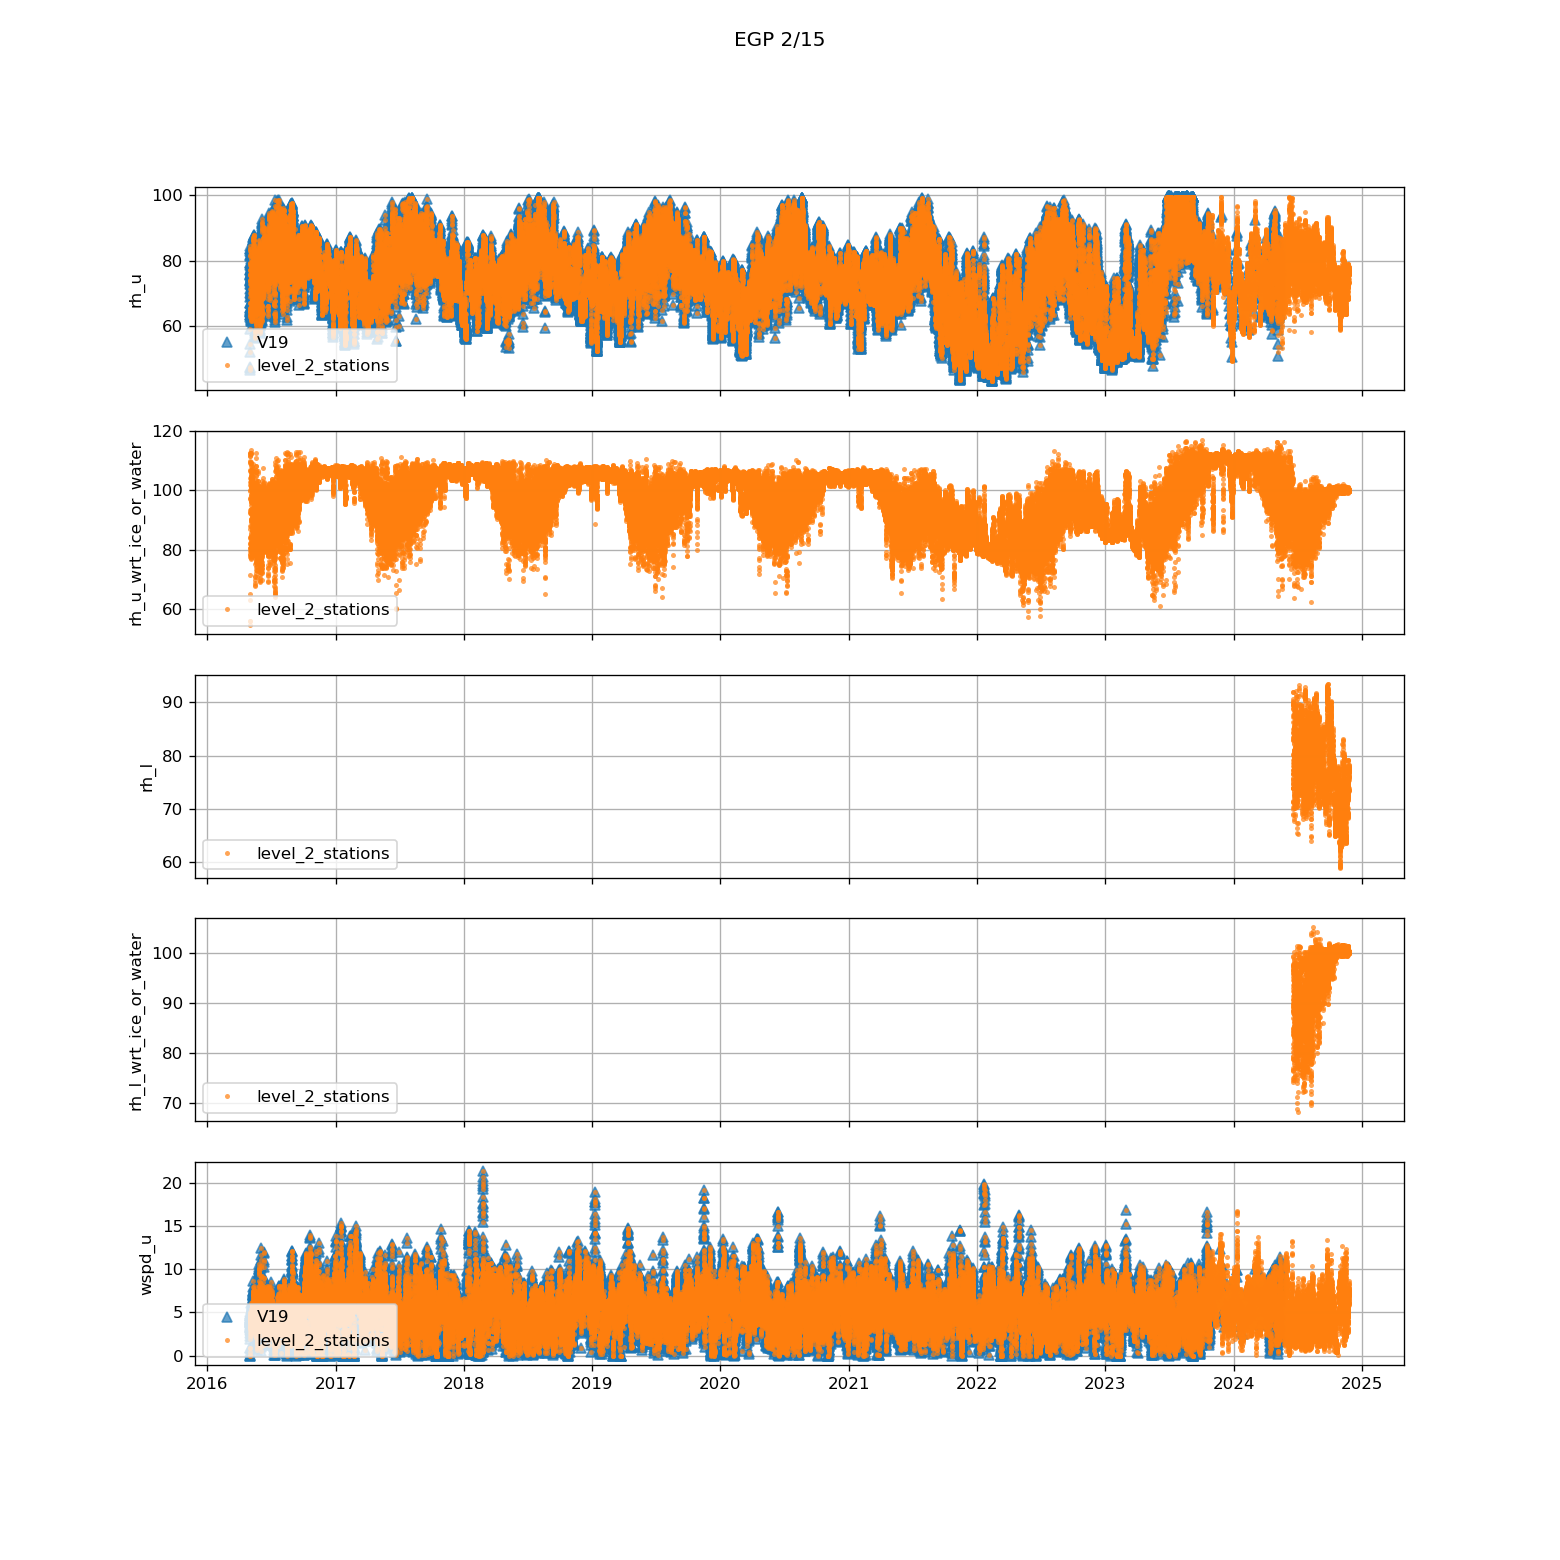 EGP 2/15
100
80
60
rh_u
V19
level_2_stations
120
100
80
60
rh_u_wrt_ice_or_water
level_2_stations
90
80
70
60
rh_l
level_2_stations
100
90
80
70
rh_l_wrt_ice_or_water
level_2_stations
20
15
10
5
0
wspd_u
V19
level_2_stations
2016 2017 2018 2019 2020 2021 2022 2023 2024 2025